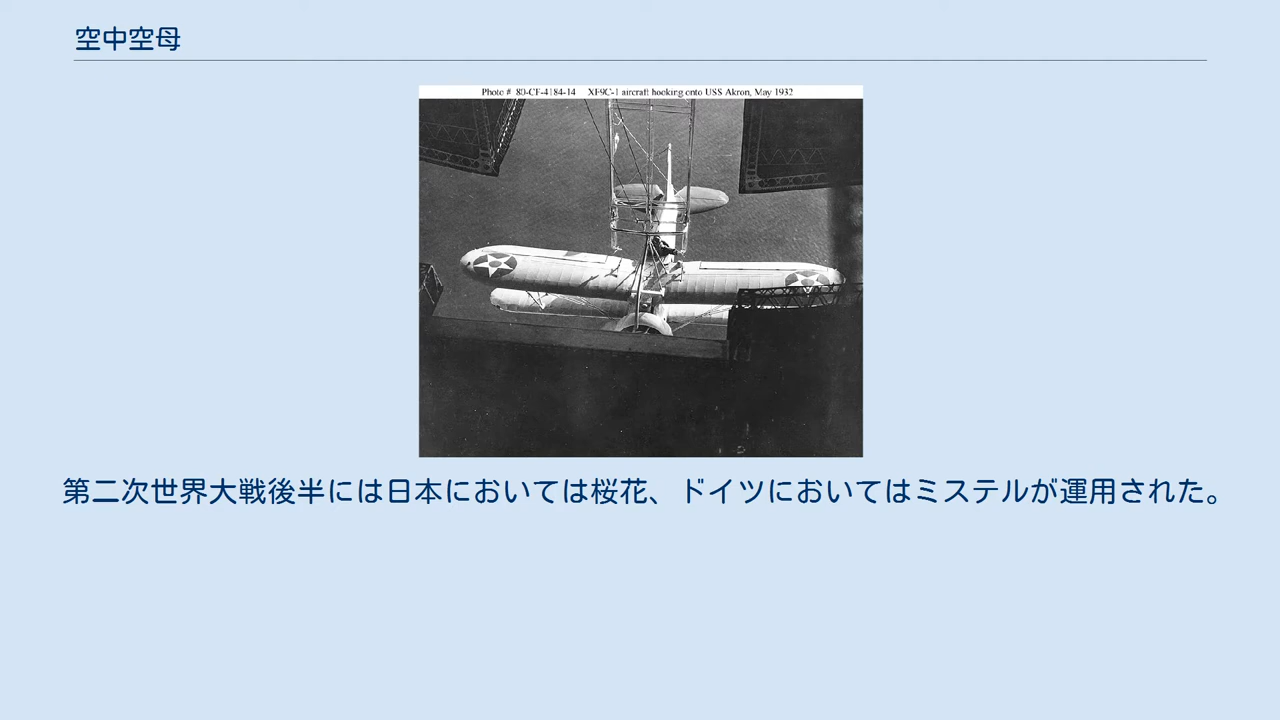 空中空母
Photo # 80-CF-4184-14 XF9C-1 aircraft hooking onto USS Akron, May 1932
第二次世界大戦後半には日本においては桜花、ドイツにおいてはミステルが運用された。